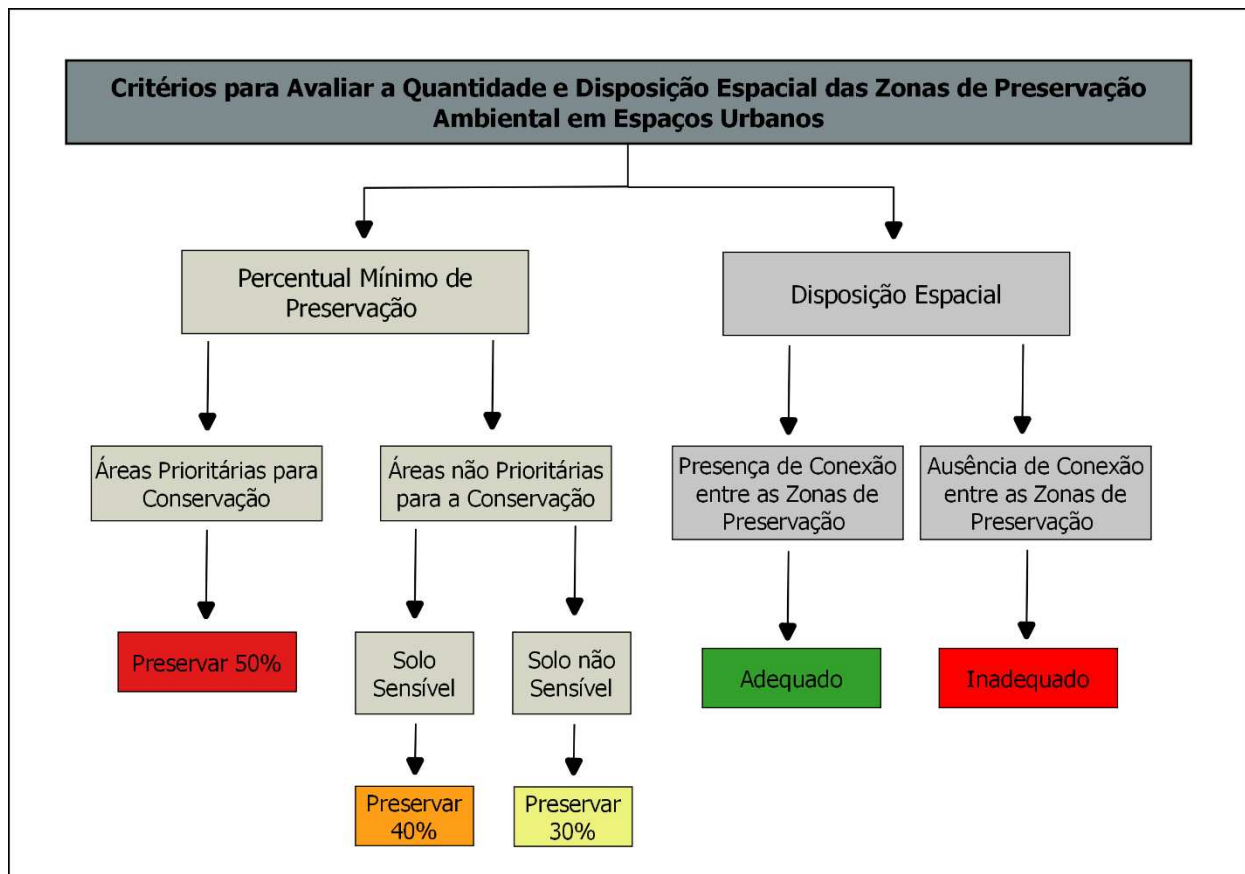 Critérios para Avaliar a Quantidade e Disposição Espacial das Zonas de Preservação
Ambiental em Espaços Urbanos
Percentual Mínimo de
Preservação
Disposição Espacial
Áreas Prioritárias para
Conservação
Áreas não Prioritárias
para a Conservação
Presença de Conexão
entre as Zonas de
Preservação
Ausência de Conexão
entre as Zonas de
Preservação
Preservar 50%
Solo
Sensível
Solo não
Sensível
Adequado
Inadequado
Preservar
40%
Preservar
30%